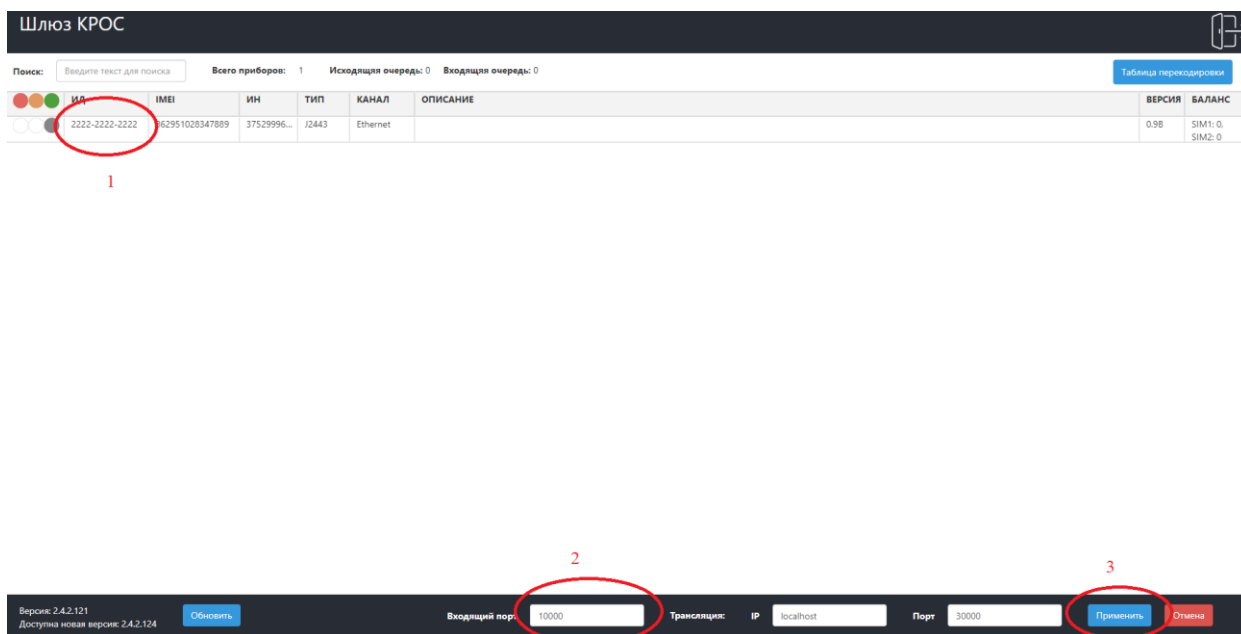 Шлюз КРОС
Поиск: Введите текст для поиска Всего приборов: 1 Исходящия очередь: 0 Входящия очередь: 0 Таблица перекодировки
ИД IMEI ИН ТИП КАНАЛ ОПИСАНИЕ ВЕРСИЯ БАЛАНС
2222-2222-2222 862951028347889 37529996... J2443 Ethernet 0.98 SIM1: 0,
SIM2: 0
1
2
3
Версия: 2.4.2.121
Доступна новая версия: 2.4.2.124
Обновить Входящий порт 10000 Трансляция: IP localhost Порт 30000 Применить Отмена